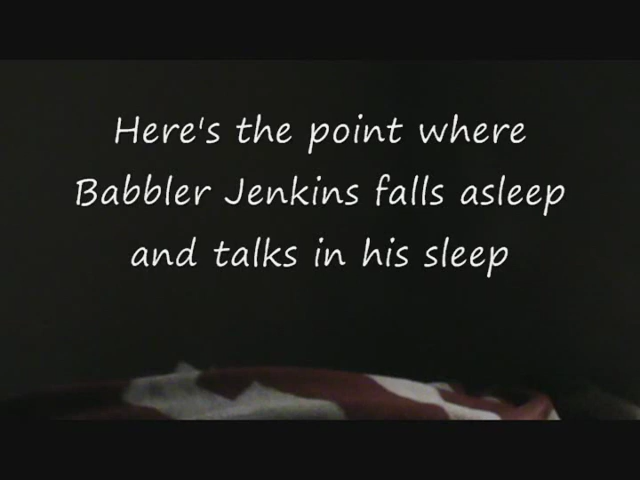 Here's the point where
Babbler Jenkins falls asleep
and talks in his sleep